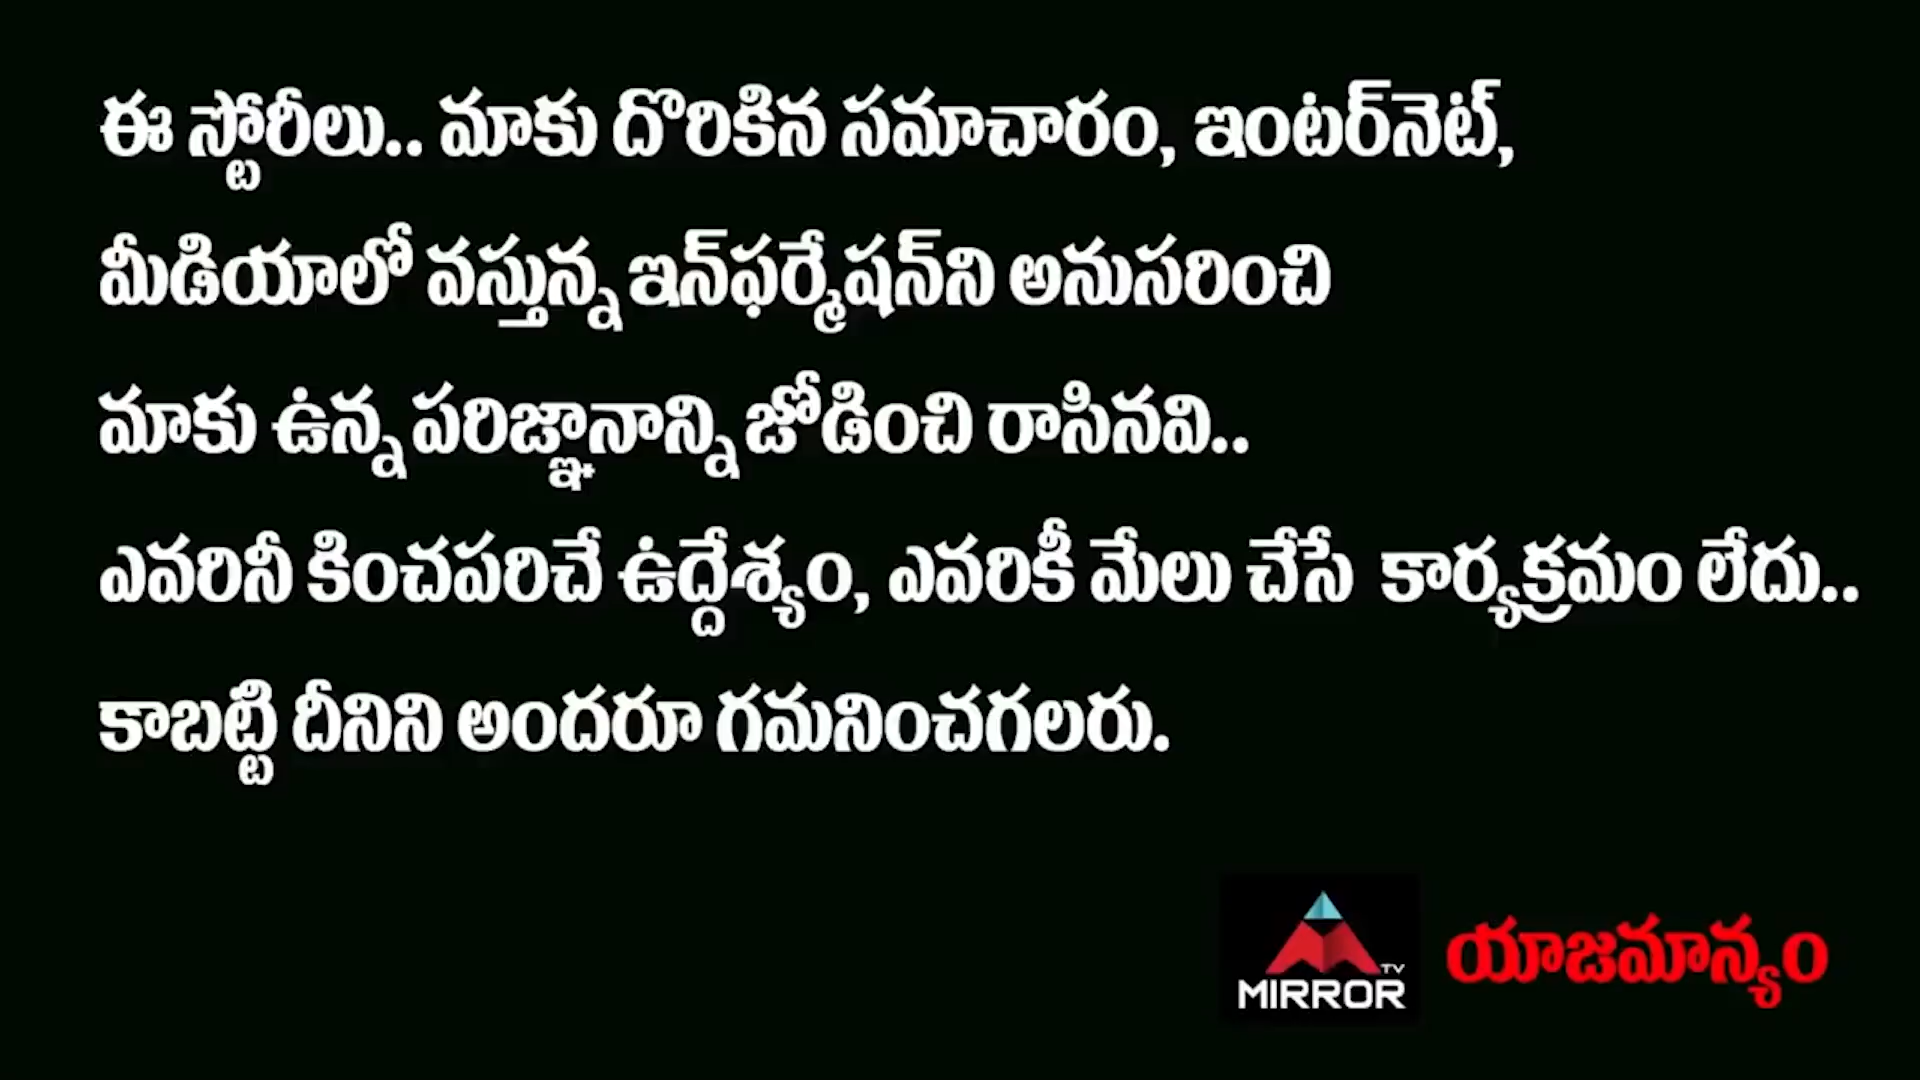 ఈ స్టోరీలు.. మాకు దొరికిన సమాచారం, ఇంటర్‌నెట్,
మీడియాలో వస్తున్న ఇన్‌ఫర్మేషన్‌ని అనుసరించి
మాకు ఉన్న పరిజ్ఞానాన్ని జోడించి రాసినవి..
ఎవరినీ కించపరిచే ఉద్దేశ్యం, ఎవరికీ మేలు చేసే కార్యక్రమం లేదు..
కాబట్టి దీనిని అందరూ గమనించగలరు.
TV
MIRROR
యాజమాన్యం